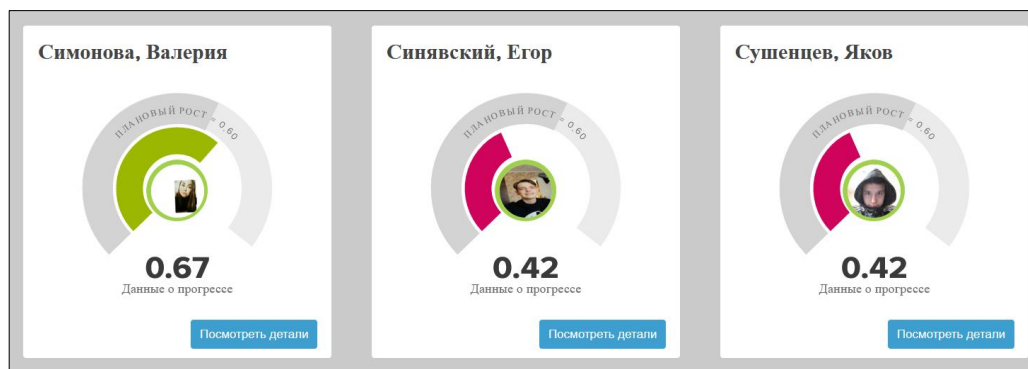 Симонова, Валерия
ПЛАНОВЫЙ РОСТ = 0.60
0.67
Данные о прогрессе
Посмотреть детали
Синявский, Егор
ПЛАНОВЫЙ РОСТ = 0.60
0.42
Данные о прогрессе
Посмотреть детали
Сушенцев, Яков
ПЛАНОВЫЙ РОСТ = 0.60
0.42
Данные о прогрессе
Посмотреть детали